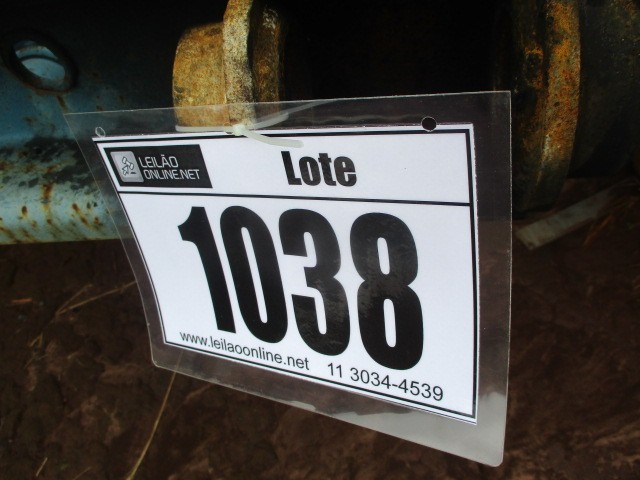 LEILÃO
ONLINE.NET
Lote
1038
www.leilaoonline.net 11 3034-4539